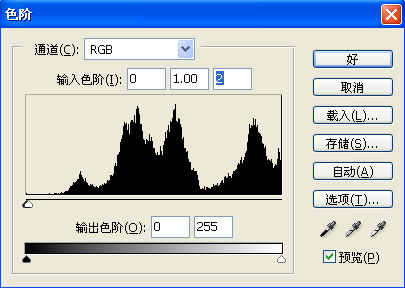 色阶
通道(C): RGB
好
输入色阶(I): 0 1.00 2
取消
载入(L)...
存储(S)...
自动(A)
选项(T)...
输出色阶(O): 0 255
预览(P)